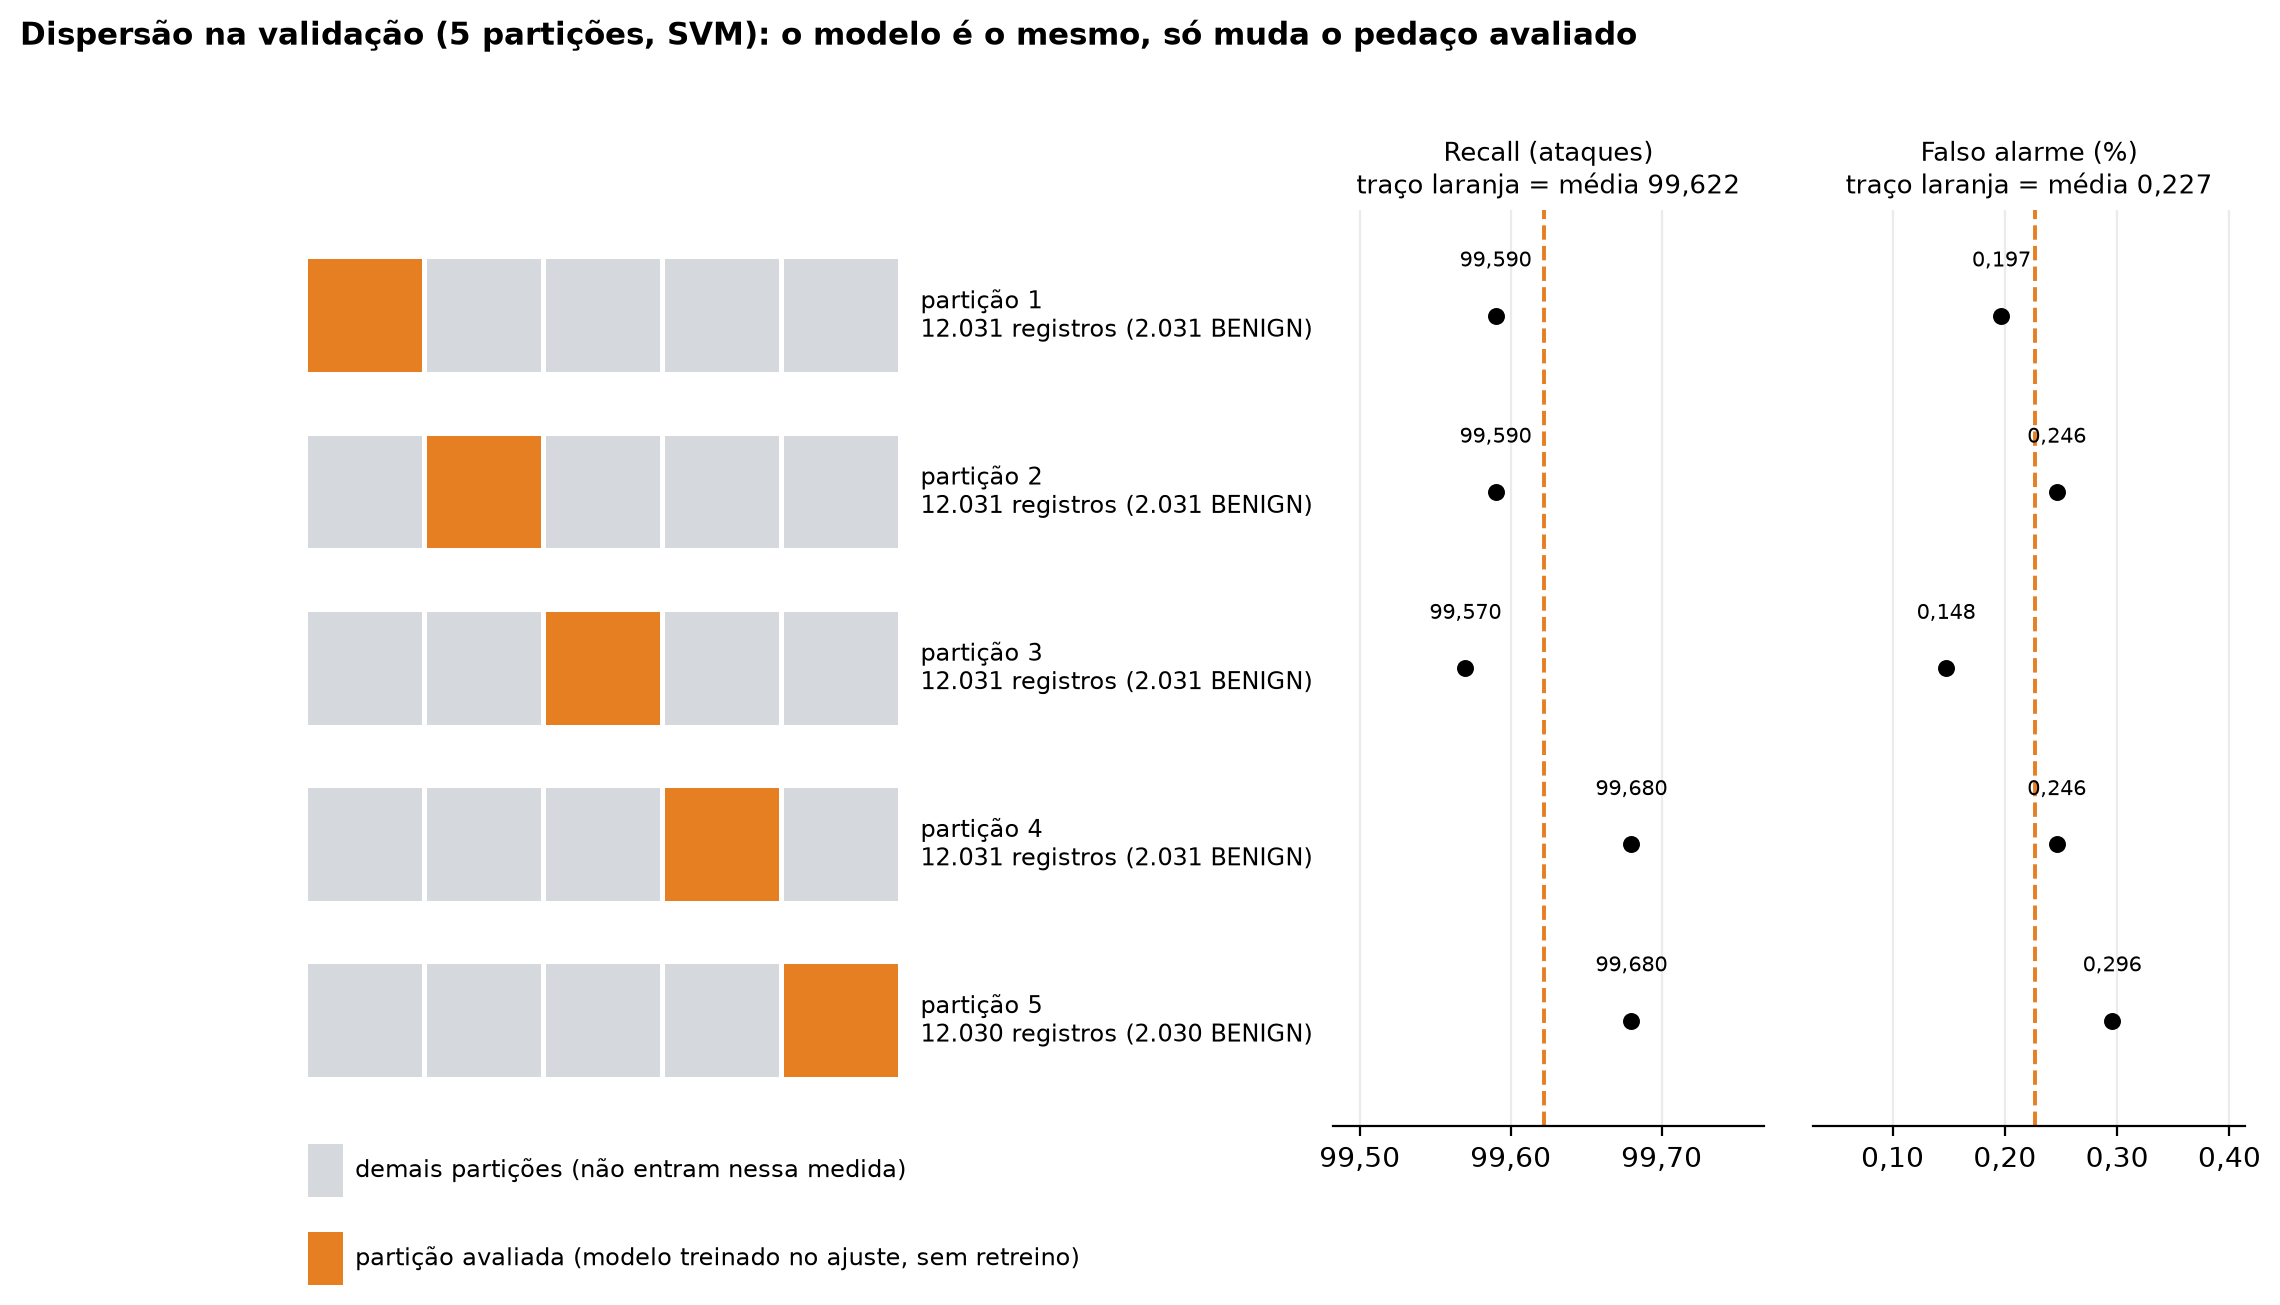 Dispersão na validação (5 partições, SVM): o modelo é o mesmo, só muda o pedaço avaliado
Recall (ataques)
traço laranja = média 99,622
Falso alarme (%)
traço laranja = média 0,227
partição 1
12.031 registros (2.031 BENIGN)
99,590
0,197
partição 2
12.031 registros (2.031 BENIGN)
99,590
0,246
partição 3
12.031 registros (2.031 BENIGN)
99,570
0,148
partição 4
12.031 registros (2.031 BENIGN)
99,680
0,246
partição 5
12.030 registros (2.030 BENIGN)
99,680
0,296
99,50 99,60 99,70
0,10 0,20 0,30 0,40
demais partições (não entram nessa medida)
partição avaliada (modelo treinado no ajuste, sem retreino)